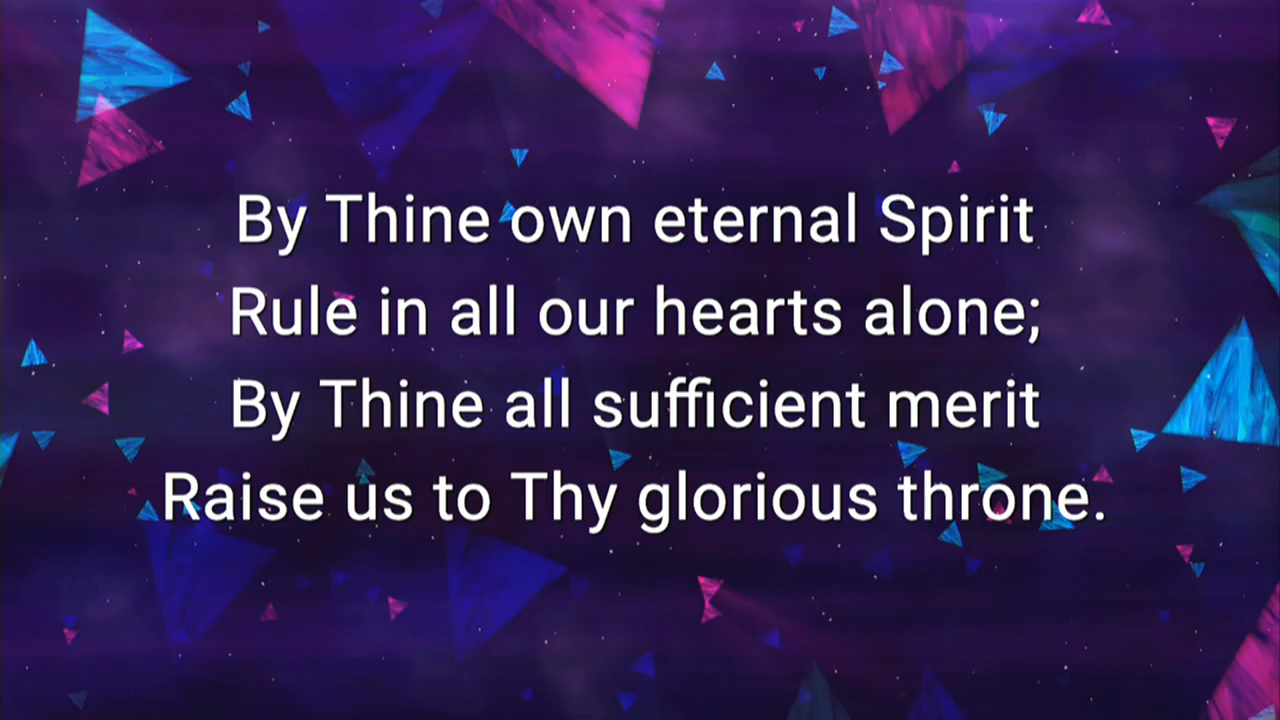 By Thine own eternal Spirit
Rule in all our hearts alone;
By Thine all sufficient merit
Raise us to Thy glorious throne.